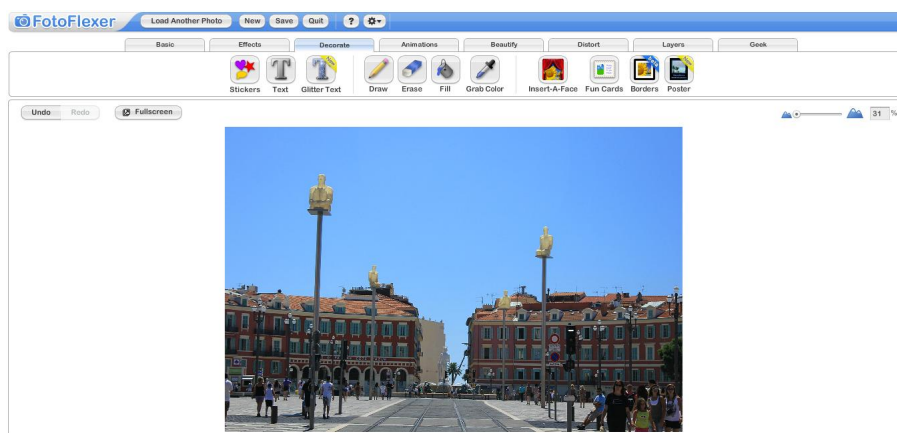 FotoFlexer Load Another Photo New Save Quit ?
Basic Effects Decorate Animations Beautify Distort Layers Geek
Stickers Text Glitter Text Draw Erase Fill Grab Color Insert-A-Face Fun Cards Borders Poster
Undo Redo Fullscreen 31 %